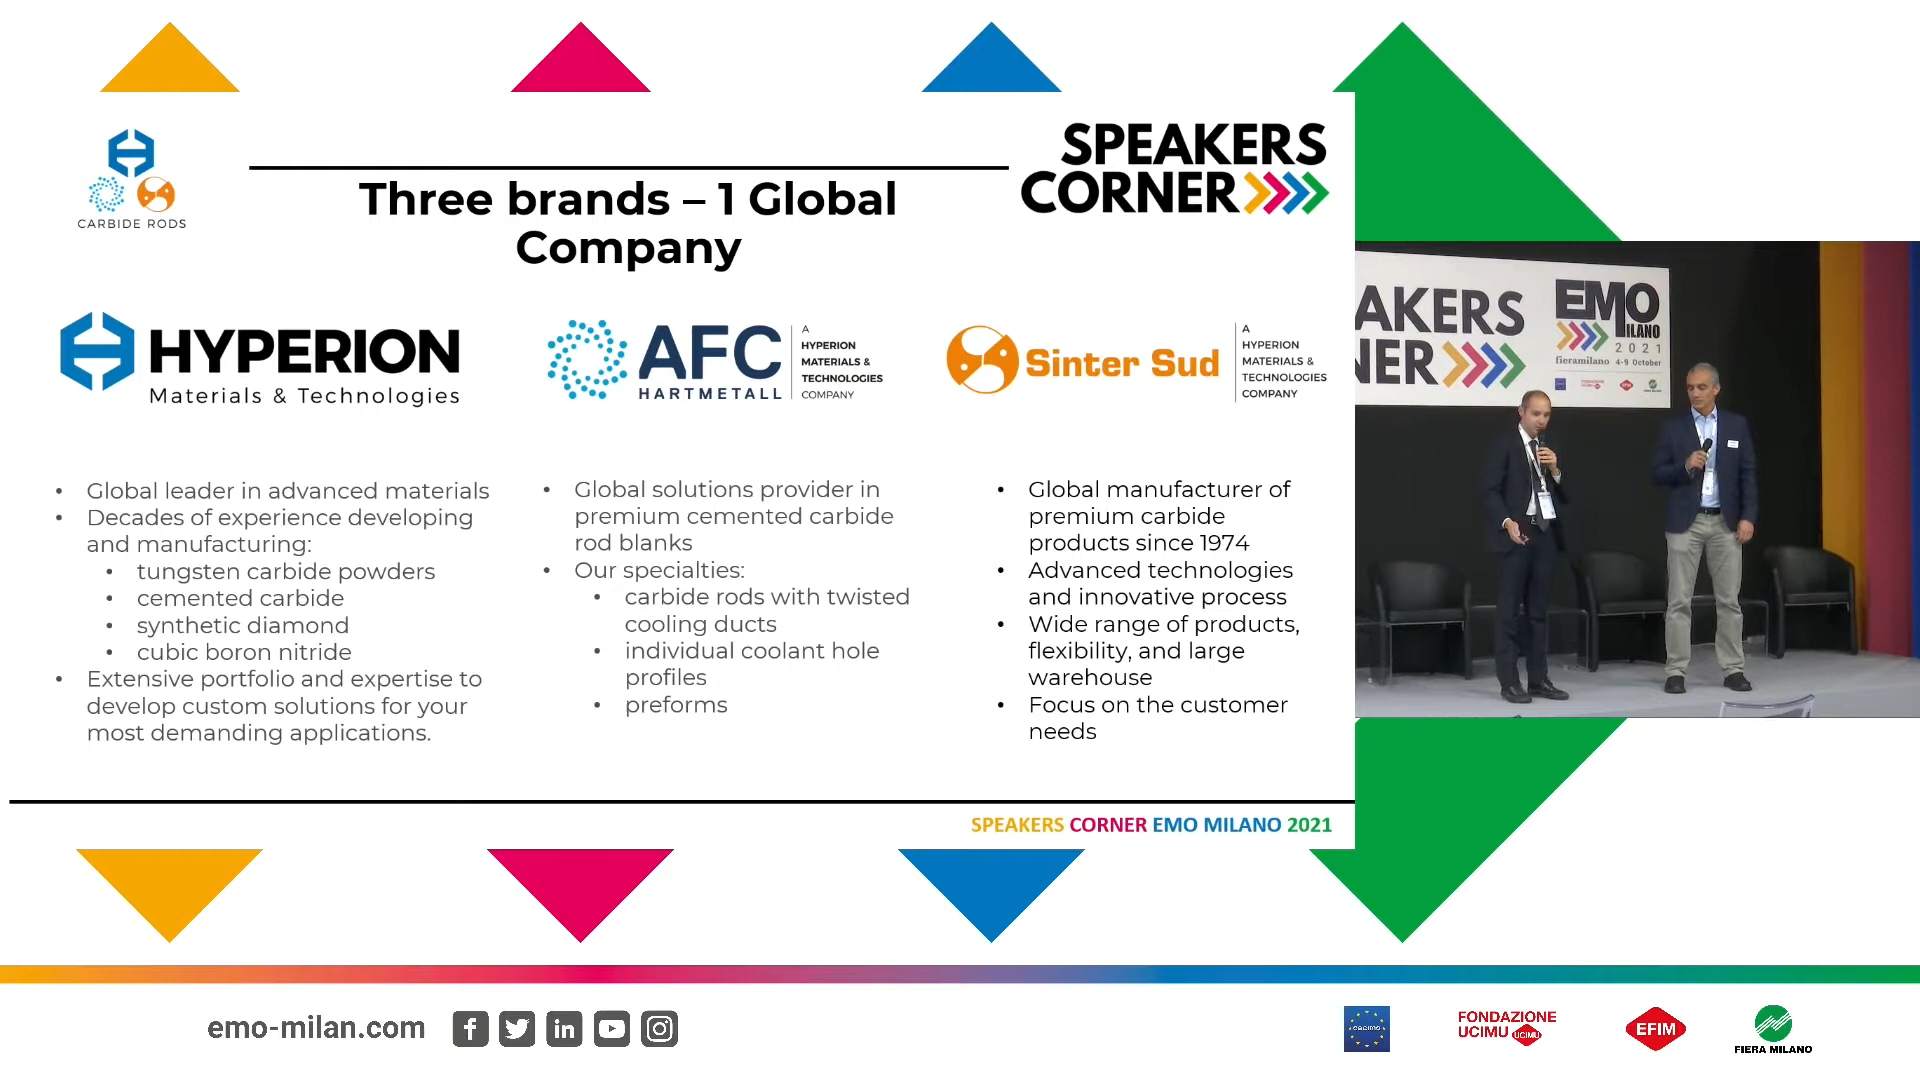 CARBIDE RODS
Three brands – 1 Global
Company
SPEAKERS
CORNER
HYPERION
Materials & Technologies
AFC
HARTMETALL
A
HYPERION
MATERIALS &
TECHNOLOGIES
COMPANY
Sinter Sud
A
HYPERION
MATERIALS &
TECHNOLOGIES
COMPANY
• Global leader in advanced materials
• Decades of experience developing
and manufacturing:
• tungsten carbide powders
• cemented carbide
• synthetic diamond
• cubic boron nitride
• Extensive portfolio and expertise to
develop custom solutions for your
most demanding applications.
• Global solutions provider in
premium cemented carbide
rod blanks
• Our specialties:
• carbide rods with twisted
cooling ducts
• individual coolant hole
profiles
• preforms
• Global manufacturer of
premium carbide
products since 1974
• Advanced technologies
and innovative process
• Wide range of products,
flexibility, and large
warehouse
• Focus on the customer
needs
SPEAKERS CORNER EMO MILANO 2021
AKERS
NER
EMO
MILANO
2021
fieramilano 4-9 October
emo-milan.com
cecimo
FONDAZIONE
UCIMU
UCIMU
EFIM
FIERA MILANO